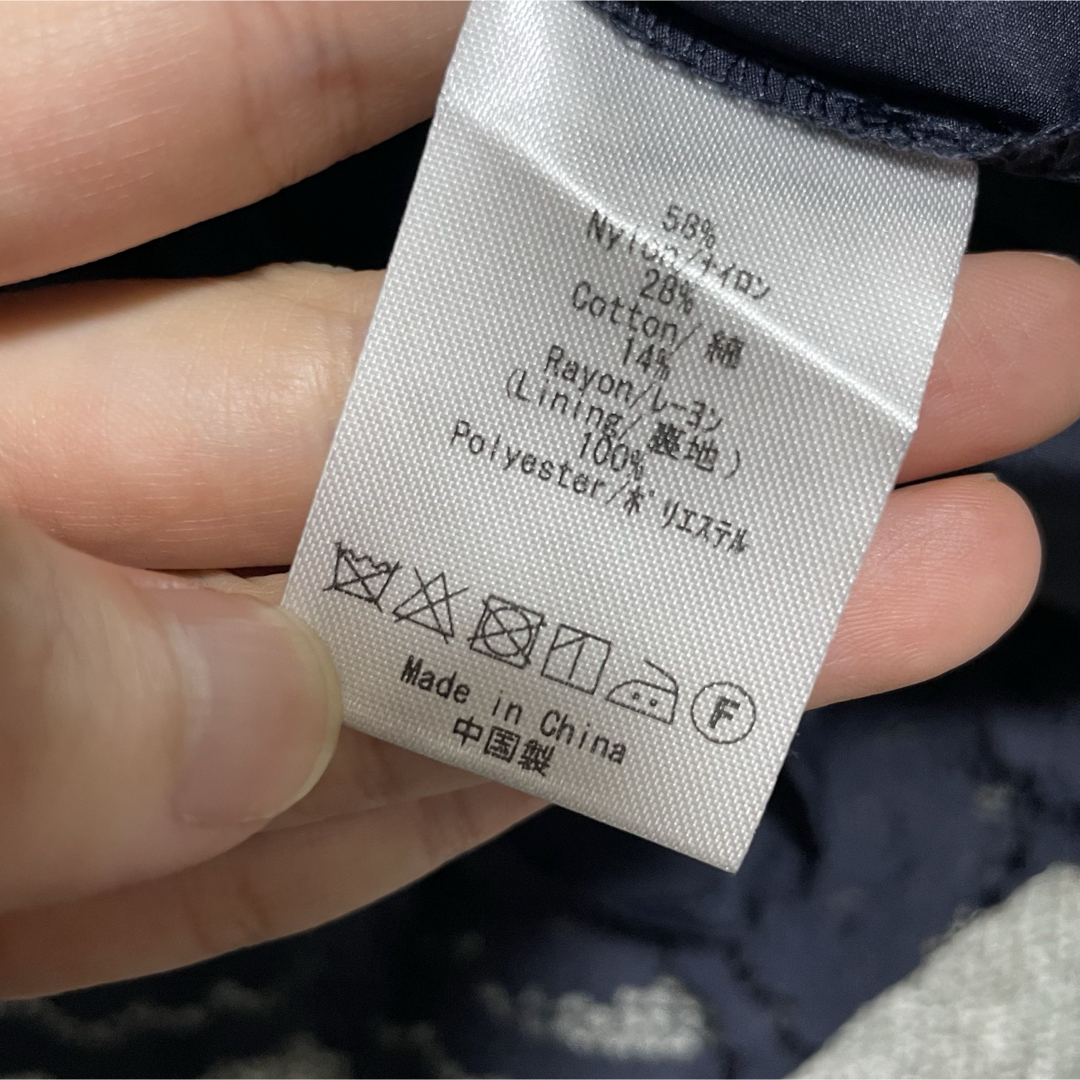 58%
Nylon/ナイロン
28%
Cotton/綿
14%
Rayon/レーヨン
(Lining/裏地)
100%
Polyester/ポリエステル
F
Made in China
中国製